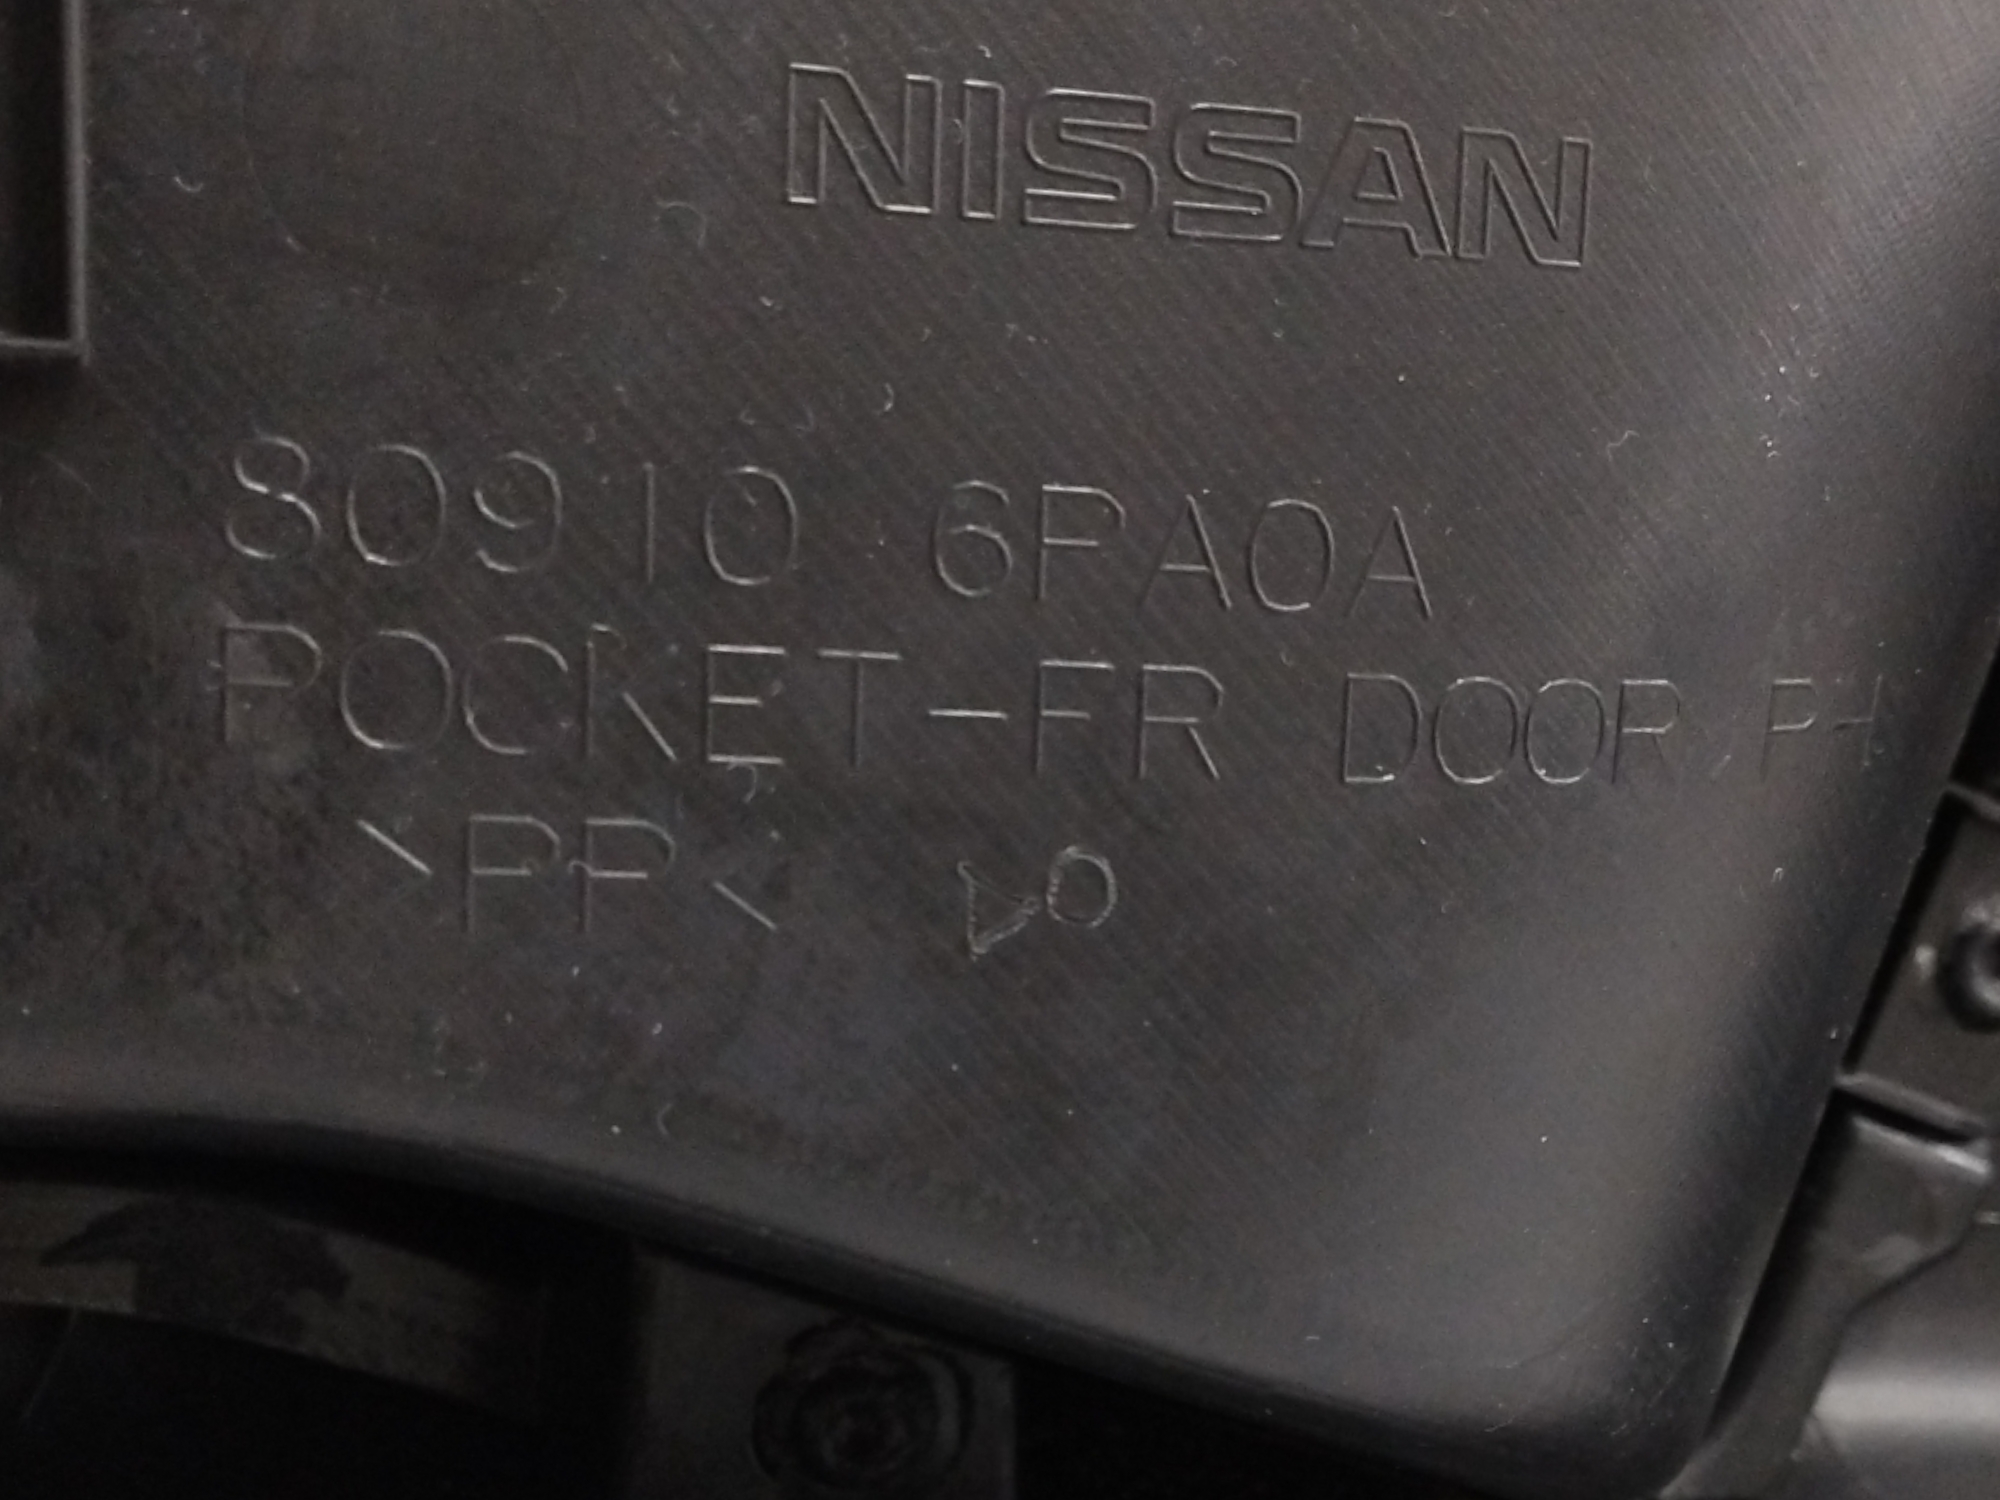 NISSAN
80910 6PA0A
POCKET-FR DOOR RH
>PP<